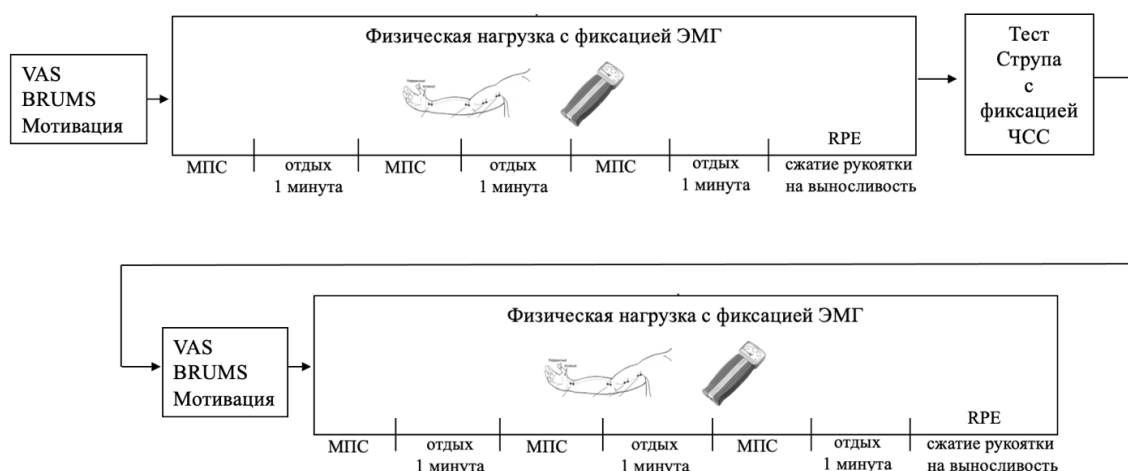 Физическая нагрузка с фиксацией ЭМГ
VAS
BRUMS
Мотивация
RPE
МПС
отдых
1 минута
МПС
отдых
1 минута
МПС
отдых
1 минута
сжатие рукоятки
на выносливость
Тест
Струпа
с
фиксацией
ЧСС
VAS
BRUMS
Мотивация
Физическая нагрузка с фиксацией ЭМГ
RPE
МПС
отдых
1 минута
МПС
отдых
1 минута
МПС
отдых
1 минута
сжатие рукоятки
на выносливость